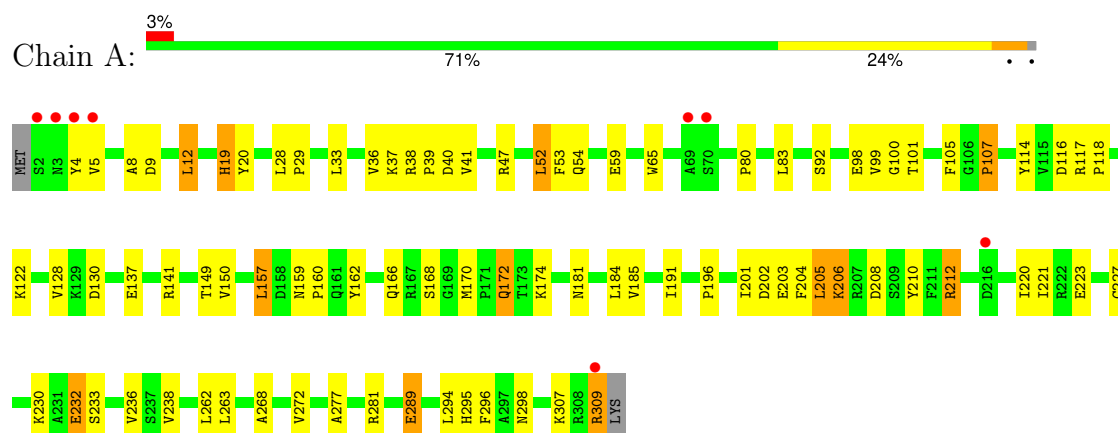 3%
Chain A:
71% 24% • •
MET S2 N3 Y4 V5 A8 D9 L12 H19 Y20 L28 P29 L33 V36 K37 R38 P39 D40 V41 R47 L52 F53 Q54 E59 W65 A69 S70 P80 L83 S92 E98 V99 G100 T101 F105 G106 P107 Y114 V115 D116 R117 P118
K122 V128 K129 D130 E137 R141 T149 V150 L157 D158 N159 P160 Q161 Y162 Q166 R167 S168 G169 M170 P171 Q172 T173 K174 N181 L184 V185 I191 P196 I201 D202 E203 F204 L205 K206 R207 D208 S209 Y210 F211 R212 D216 I220 I221 R222 E223
K230 A231 E232 S233 V236 S237 V238 L262 L263 A268 V272 A277 R281 E289 L294 H295 F296 A297 N298 K307 R308 R309 LYS